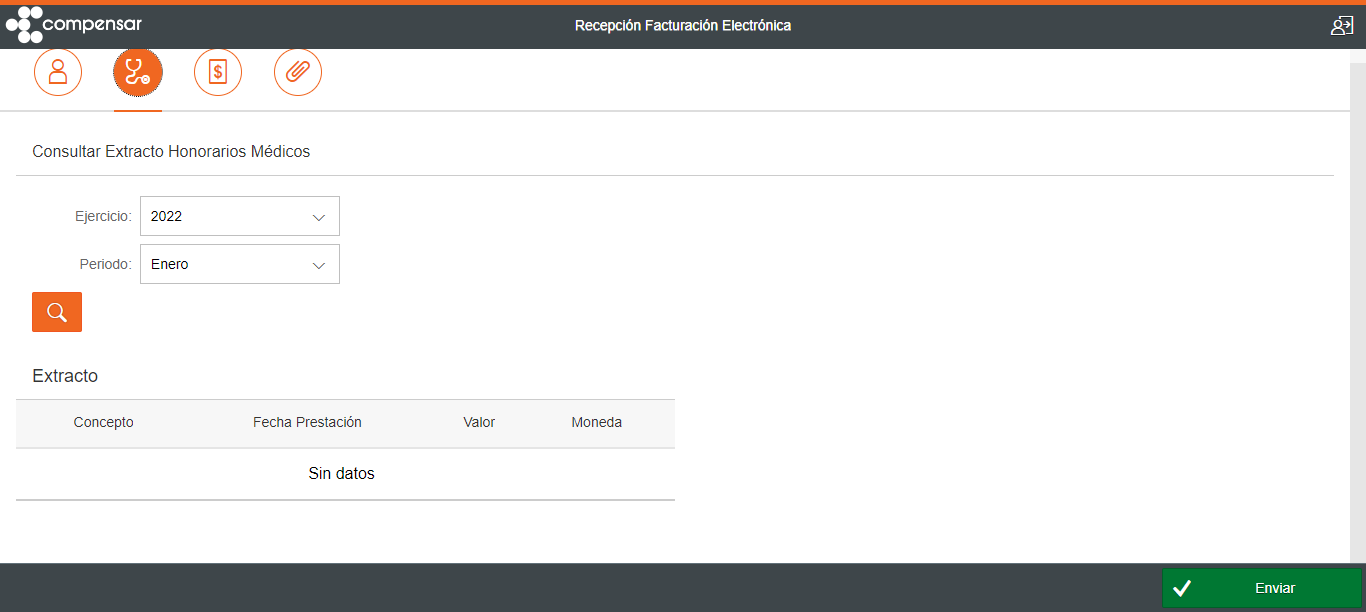 compensar
Recepción Facturación Electrónica
$
Consultar Extracto Honorarios Médicos
Ejercicio: 2022
Periodo: Enero
Extracto
Concepto Fecha Prestación Valor Moneda
Sin datos
Enviar